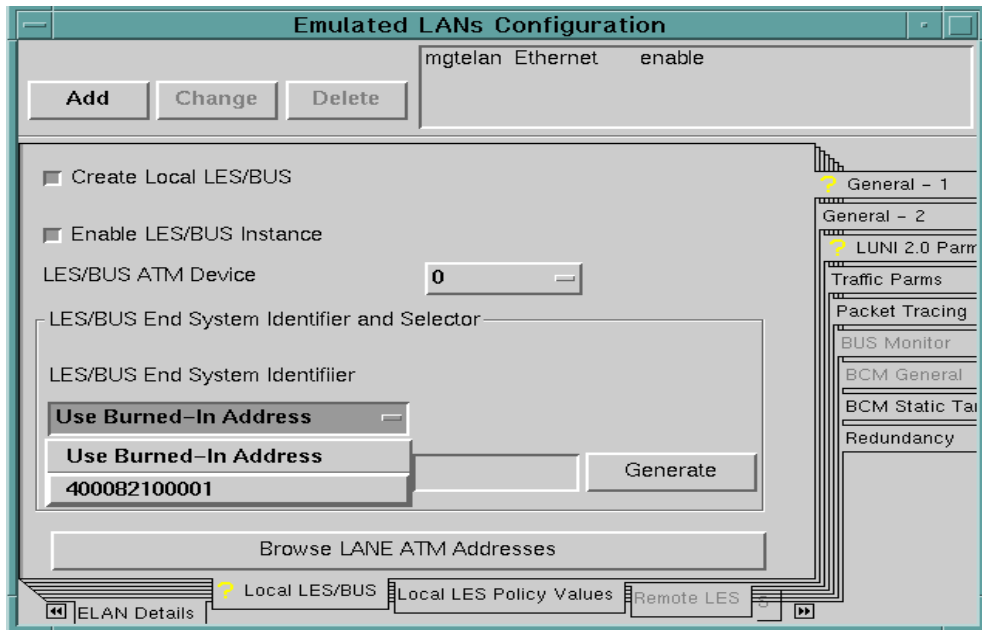 Emulated LANs Configuration
mgtelan Ethernet enable
Add Change Delete
Create Local LES/BUS
Enable LES/BUS Instance
LES/BUS ATM Device 0
LES/BUS End System Identifier and Selector
LES/BUS End System Identifiier
Use Burned-In Address
Use Burned-In Address
400082100001
Generate
Browse LANE ATM Addresses
? General - 1
General - 2
? LUNI 2.0 Parm
Traffic Parms
Packet Tracing
BUS Monitor
BCM General
BCM Static Tar
Redundancy
ELAN Details ? Local LES/BUS Local LES Policy Values Remote LES S